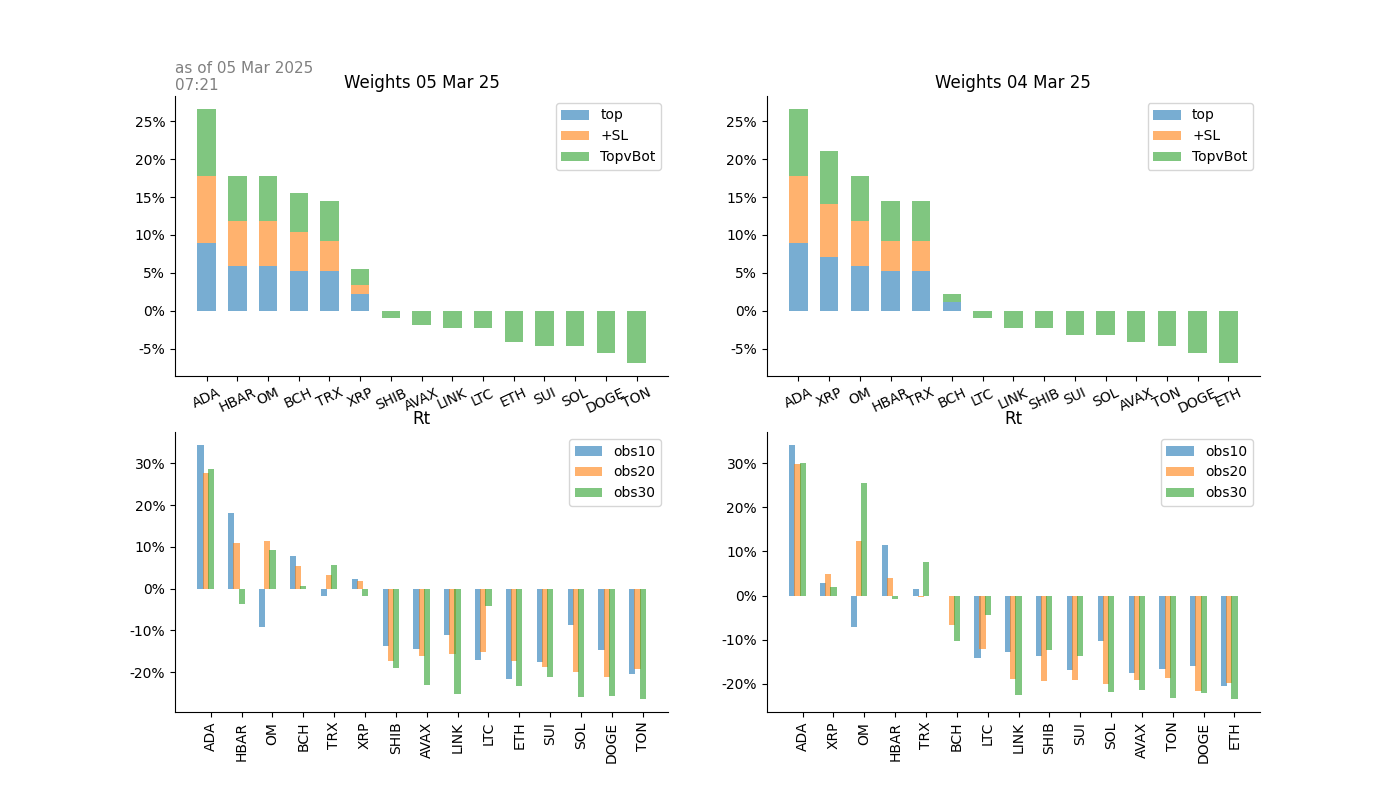 as of 05 Mar 2025
07:21
Weights 05 Mar 25
25%
20%
15%
10%
5%
0%
-5%
top
+SL
TopvBot
ADA HBAR OM BCH TRX XRP SHIB AVAX LINK LTC ETH SUI SOL DOGE TON
Weights 04 Mar 25
25%
20%
15%
10%
5%
0%
-5%
top
+SL
TopvBot
ADA XRP OM HBAR TRX BCH LTC LINK SHIB SUI SOL AVAX TON DOGE ETH
Rt
30%
20%
10%
0%
-10%
-20%
obs10
obs20
obs30
ADA HBAR OM BCH TRX XRP SHIB AVAX LINK LTC ETH SUI SOL DOGE TON
Rt
30%
20%
10%
0%
-10%
-20%
obs10
obs20
obs30
ADA XRP OM HBAR TRX BCH LTC LINK SHIB SUI SOL AVAX TON DOGE ETH